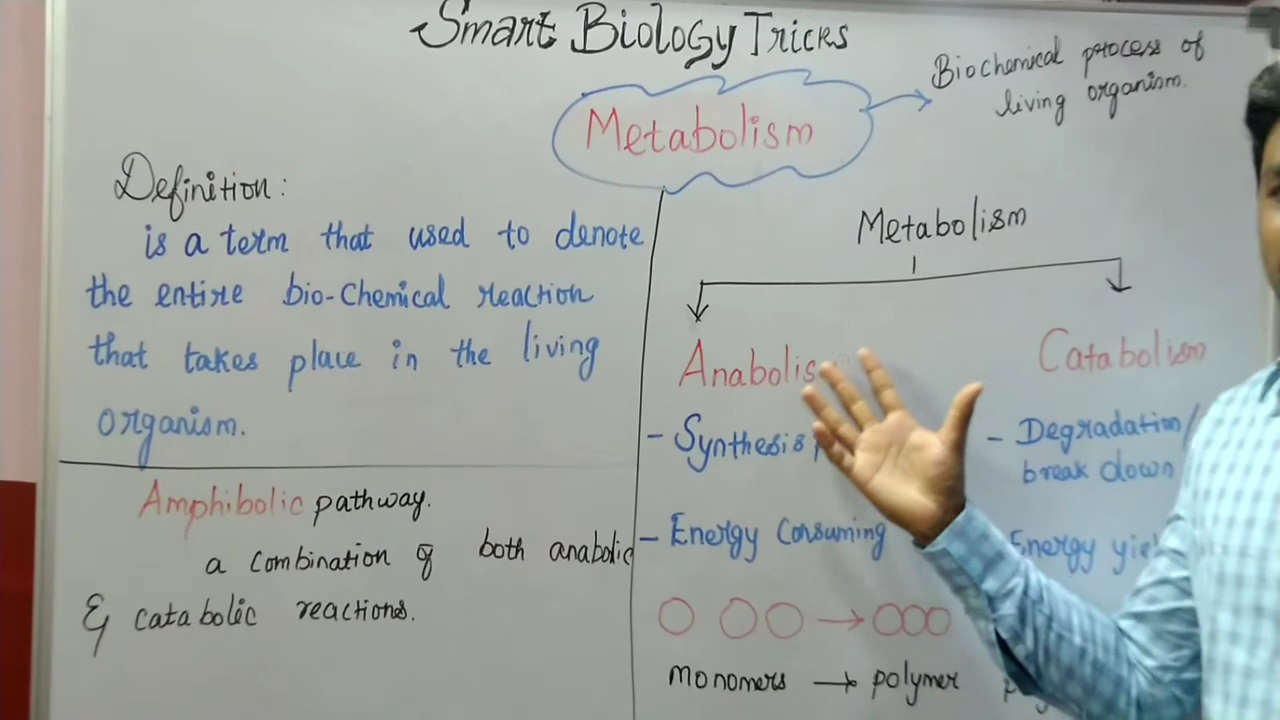 Smart Biology Tricks
Metabolism
Biochemical process of
living organism.
Definition:
is a term that used to denote
the entire bio-Chemical reaction
that takes place in the living
organism.
Amphibolic pathway.
a combination of both anabolic
& catabolic reactions.
Metabolism
Anabolis
- Synthesis
- Energy Consuming
monomers → polymer
Catabolism
- Degradation/
break down
Energy